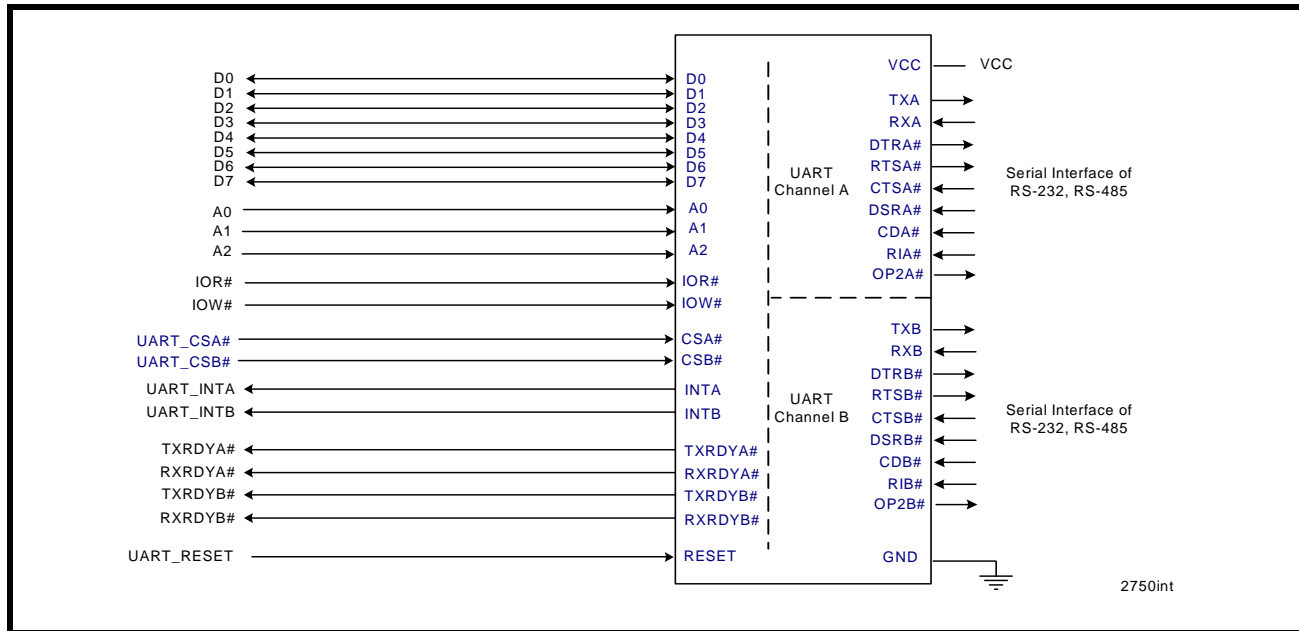 D0
D1
D2
D3
D4
D5
D6
D7
A0
A1
A2
IOR#
IOW#
UART_CSA#
UART_CSB#
UART_INTA
UART_INTB
TXRDYA#
RXRDYA#
TXRDYB#
RXRDYB#
UART_RESET
D0
D1
D2
D3
D4
D5
D6
D7
A0
A1
A2
IOR#
IOW#
CSA#
CSB#
INTA
INTB
TXRDYA#
RXRDYA#
TXRDYB#
RXRDYB#
RESET
UART
Channel A
UART
Channel B
VCC
TXA
RXA
DTRA#
RTSA#
CTSA#
DSRA#
CDA#
RIA#
OP2A#
TXB
RXB
DTRB#
RTSB#
CTSB#
DSRB#
CDB#
RIB#
OP2B#
GND
VCC
Serial Interface of
RS-232, RS-485
Serial Interface of
RS-232, RS-485
2750int